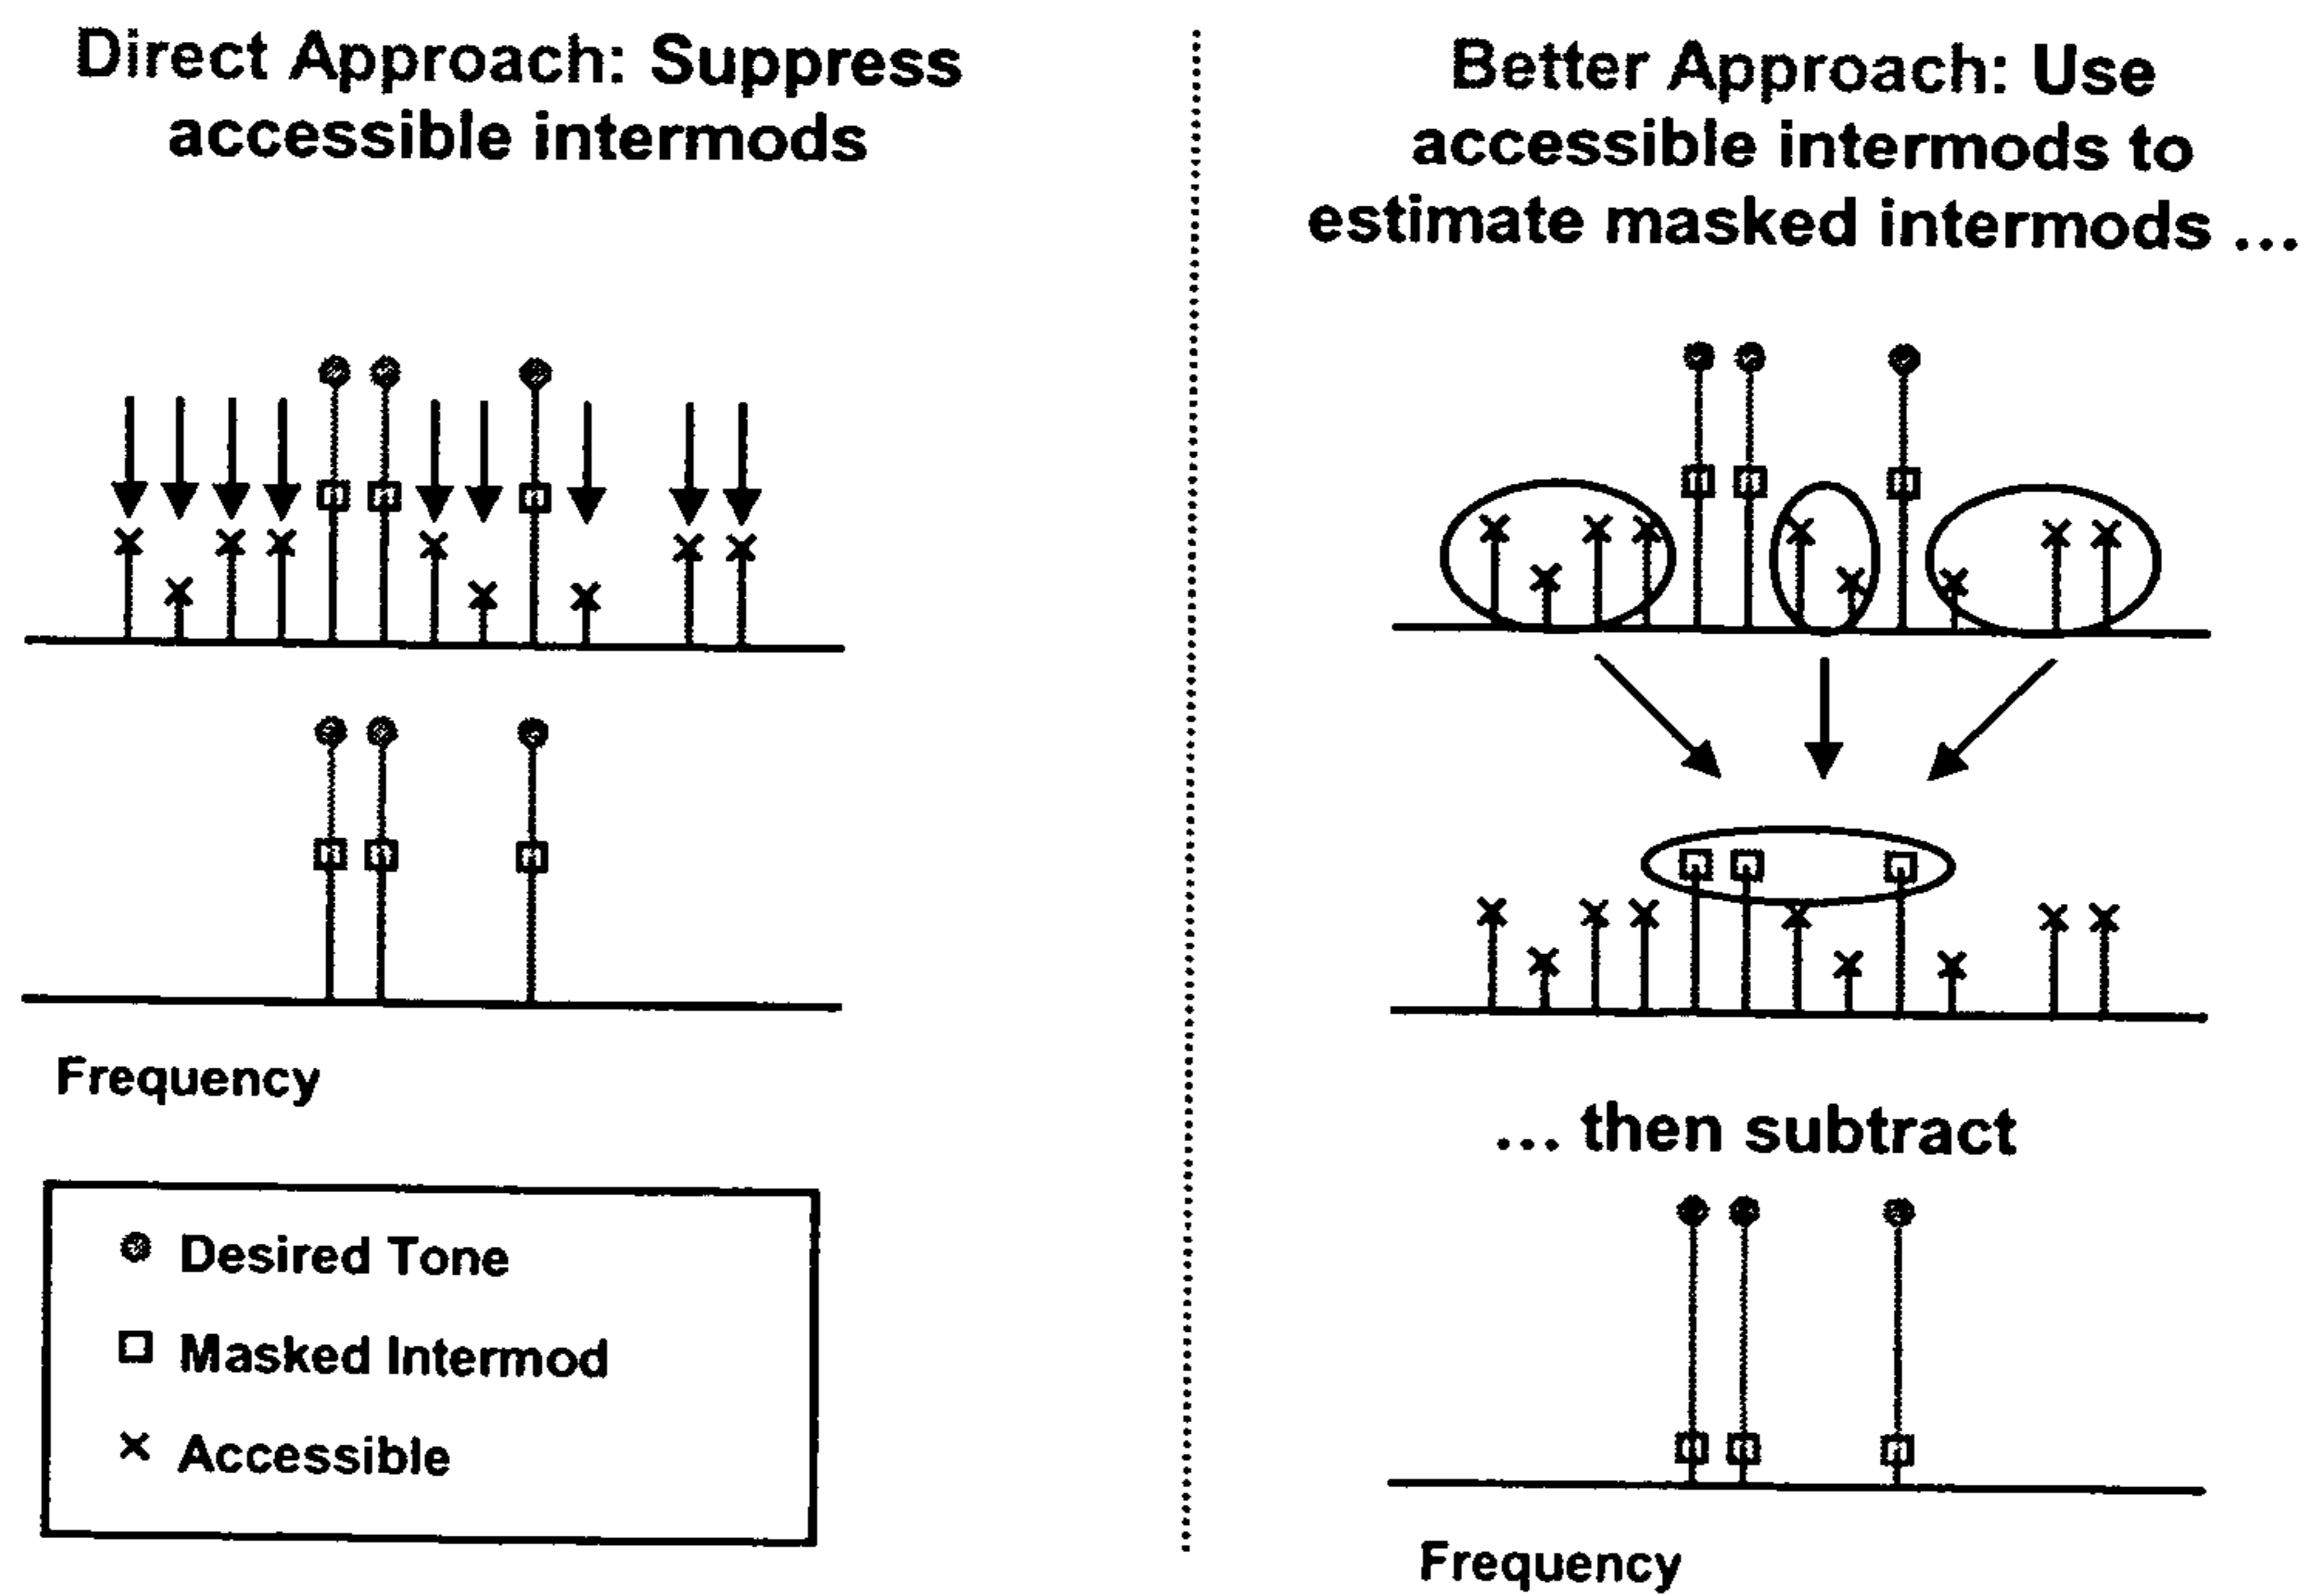 Direct Approach: Suppress
accessible intermods
Frequency
Desired Tone
Masked Intermod
Accessible
Better Approach: Use
accessible intermods to
estimate masked intermods ...
... then subtract
Frequency